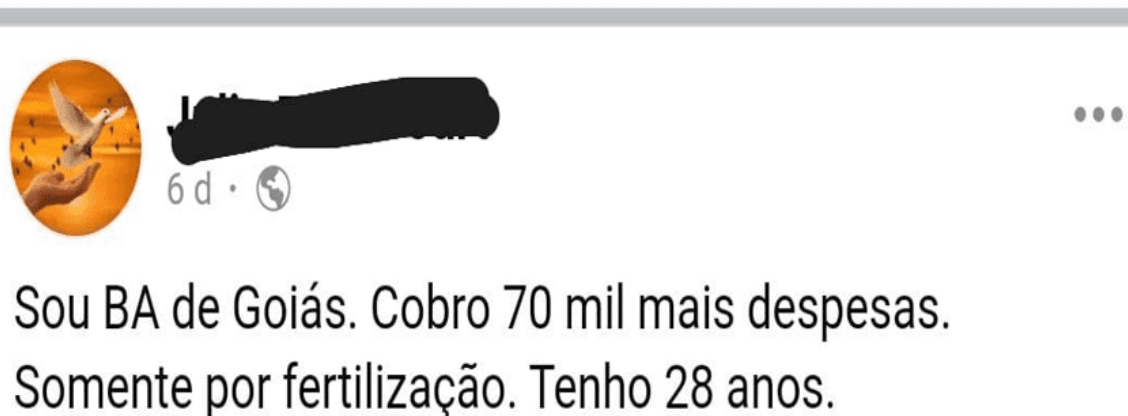 6 d ·
Sou BA de Goiás. Cobro 70 mil mais despesas.
Somente por fertilização. Tenho 28 anos.